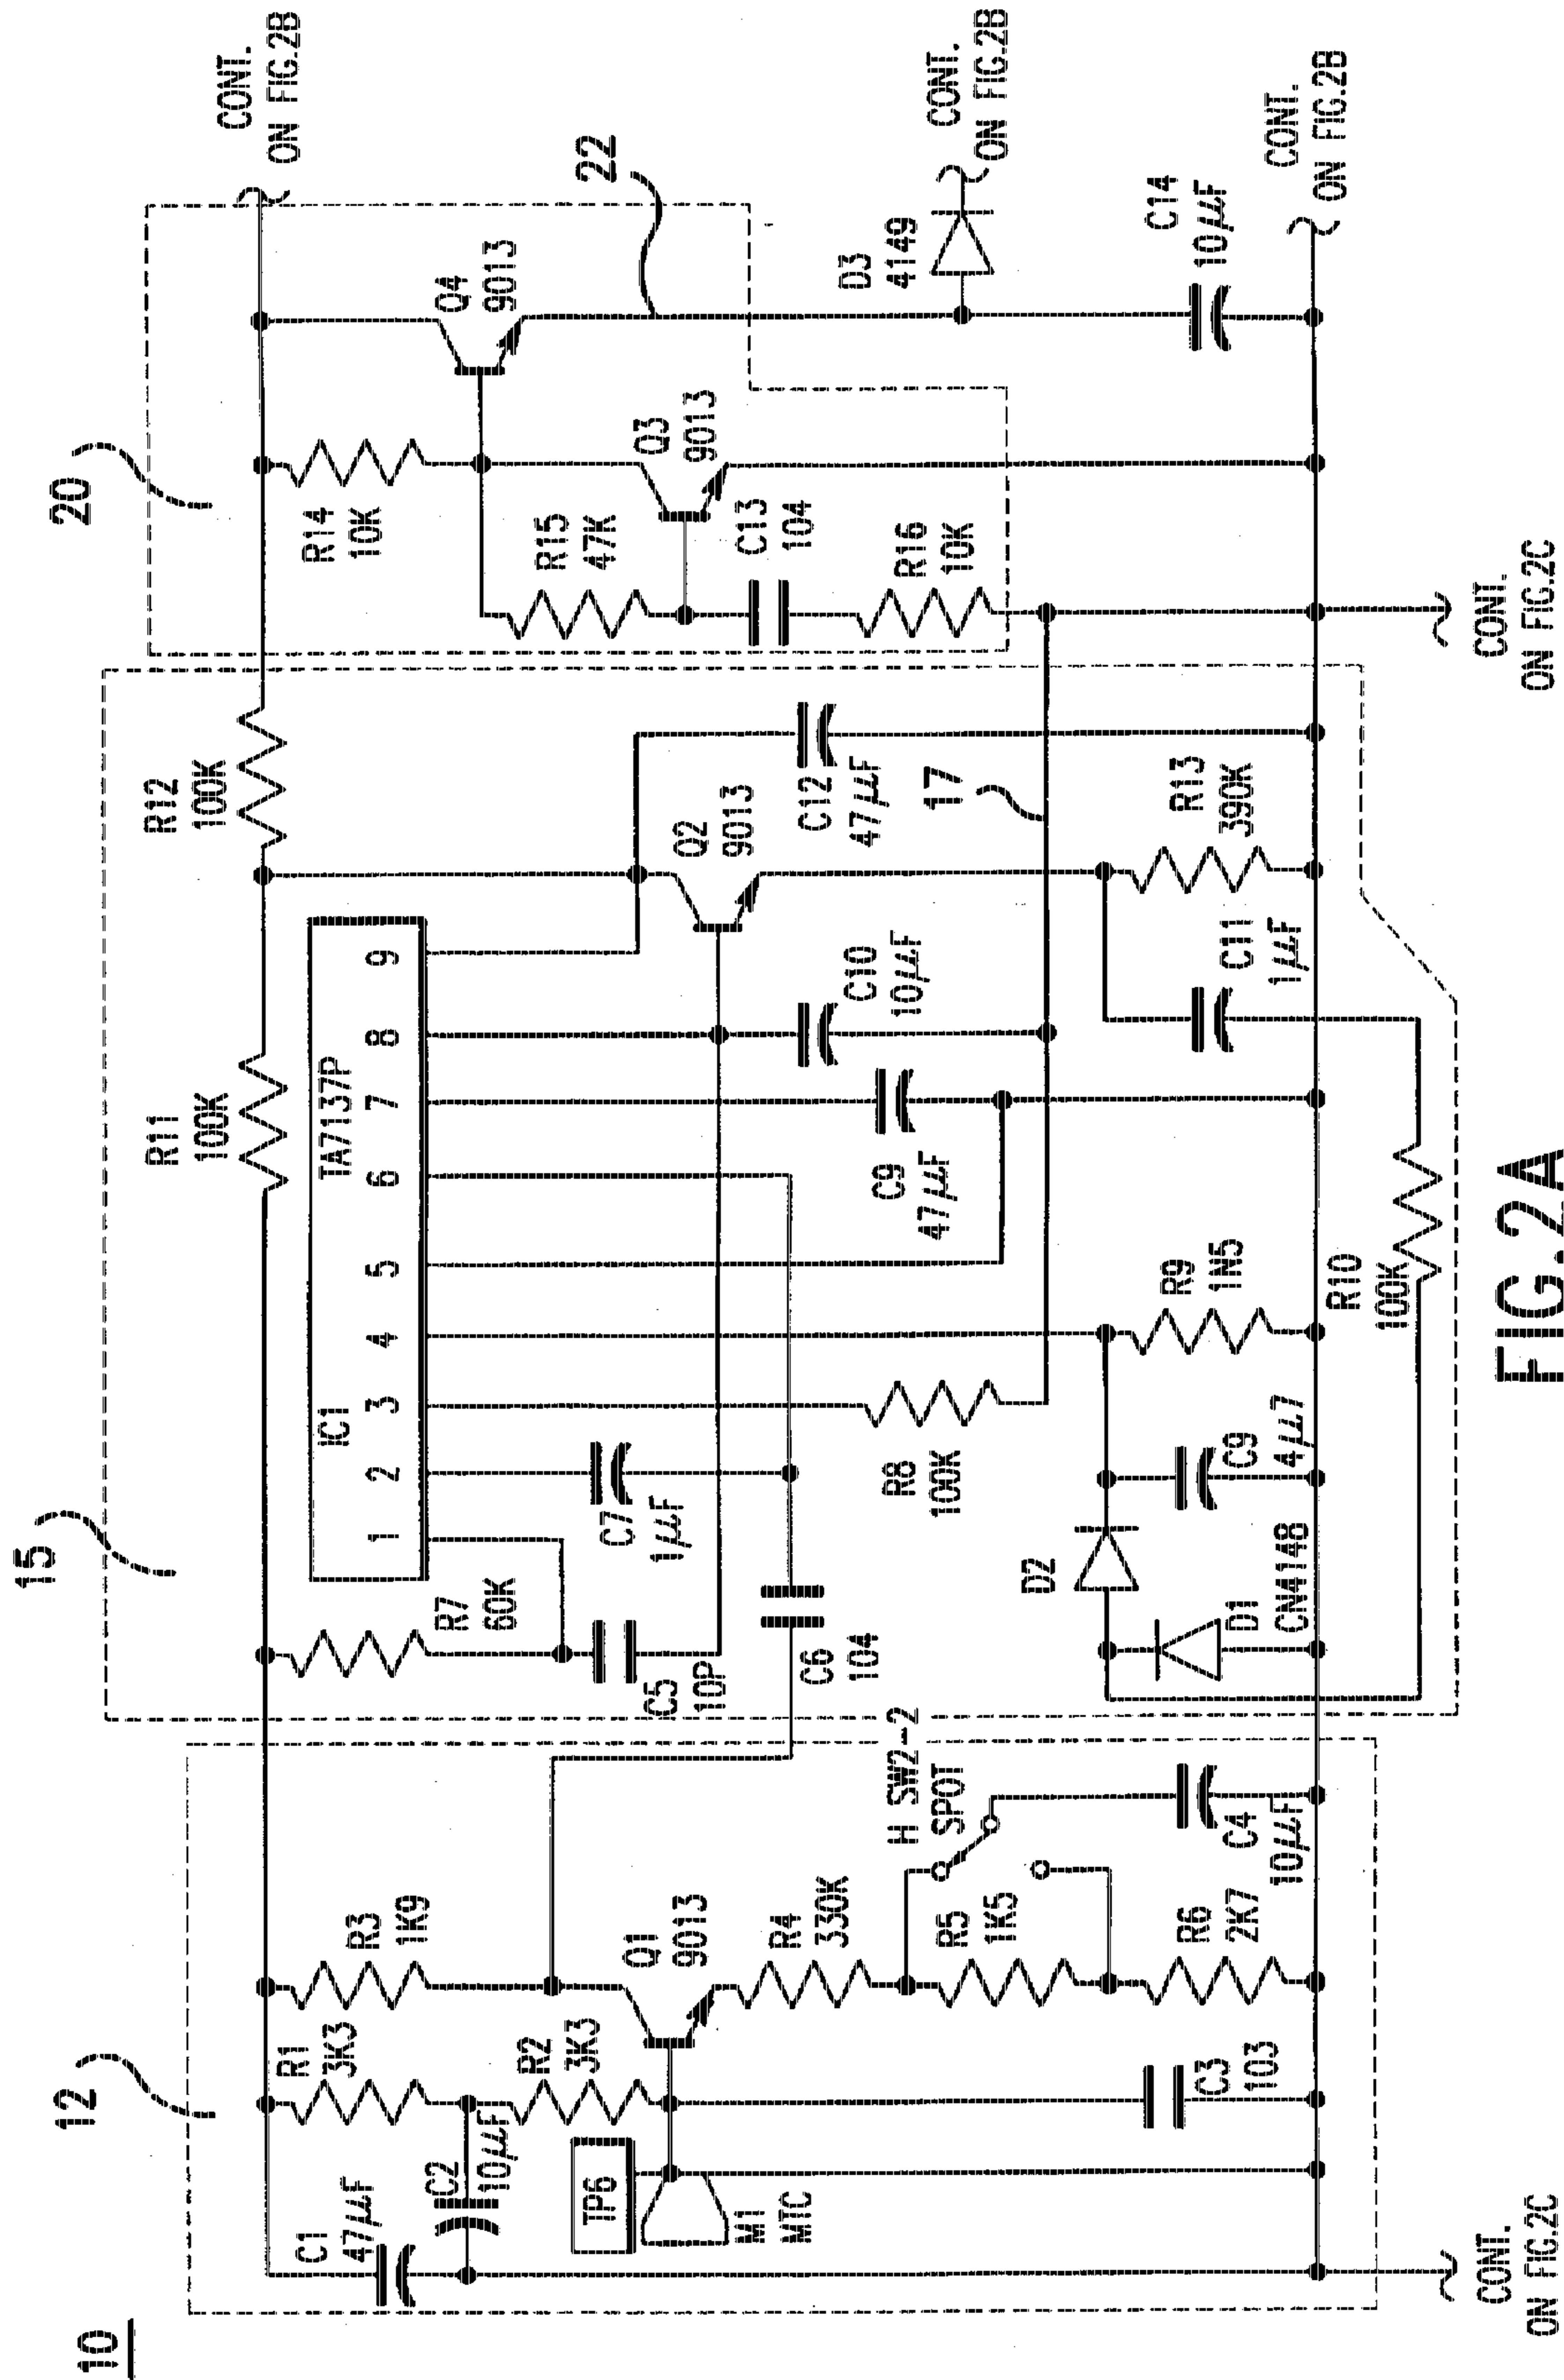 10
12
15
20
CONT.
ON FIG.2B
C1
47µF
R1
3K3
R3
1K9
C2
10µF
R2
3K3
TP6
M1
MTC
Q1
9013
R4
330K
R5
1K5
R6
2K7
H SW2-2
SPOT
C3
103
C4
10µF
CONT.
ON FIG.2C
R7
60K
C5
10P
C6
104
C7
1µF
IC1
TA7137P
1 2 3 4 5 6 7 8 9
R11
100K
R12
100K
R8
100K
D2
D1
CN4148
C9
4µ7
R9
1N5
R10
100K
C9
47µF
C10
10µF
Q2
9013
C12
47µF
17
C11
1µF
R13
390K
R14
10K
R15
47K
Q3
9013
C13
104
R16
10K
Q4
9013
22
D3
4149
CONT.
ON FIG.2B
C14
10µF
CONT.
ON FIG.2B
CONT.
ON FIG.2C
FIG.2A